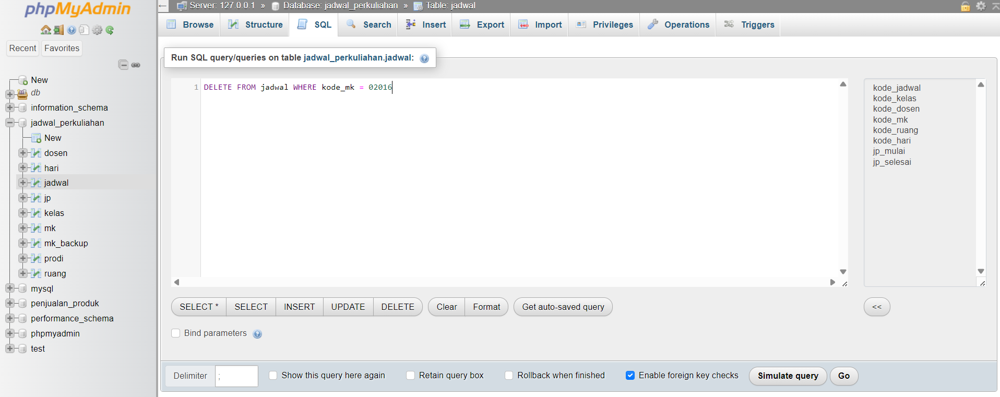 phpMyAdmin
Recent Favorites
New
db
information_schema
jadwal_perkuliahan
New
dosen
hari
jadwal
jp
kelas
mk
mk_backup
prodi
ruang
mysql
penjualan_produk
performance_schema
phpmyadmin
test
← Server: 127.0.0.1 » Database: jadwal_perkuliahan » Table: jadwal
Browse Structure SQL Search Insert Export Import Privileges Operations Triggers
Run SQL query/queries on table jadwal_perkuliahan.jadwal:
1 DELETE FROM jadwal WHERE kode_mk = 02016
kode_jadwal
kode_kelas
kode_dosen
kode_mk
kode_ruang
kode_hari
jp_mulai
jp_selesai
SELECT * SELECT INSERT UPDATE DELETE Clear Format Get auto-saved query <<
Bind parameters
Delimiter ; Show this query here again Retain query box Rollback when finished Enable foreign key checks Simulate query Go